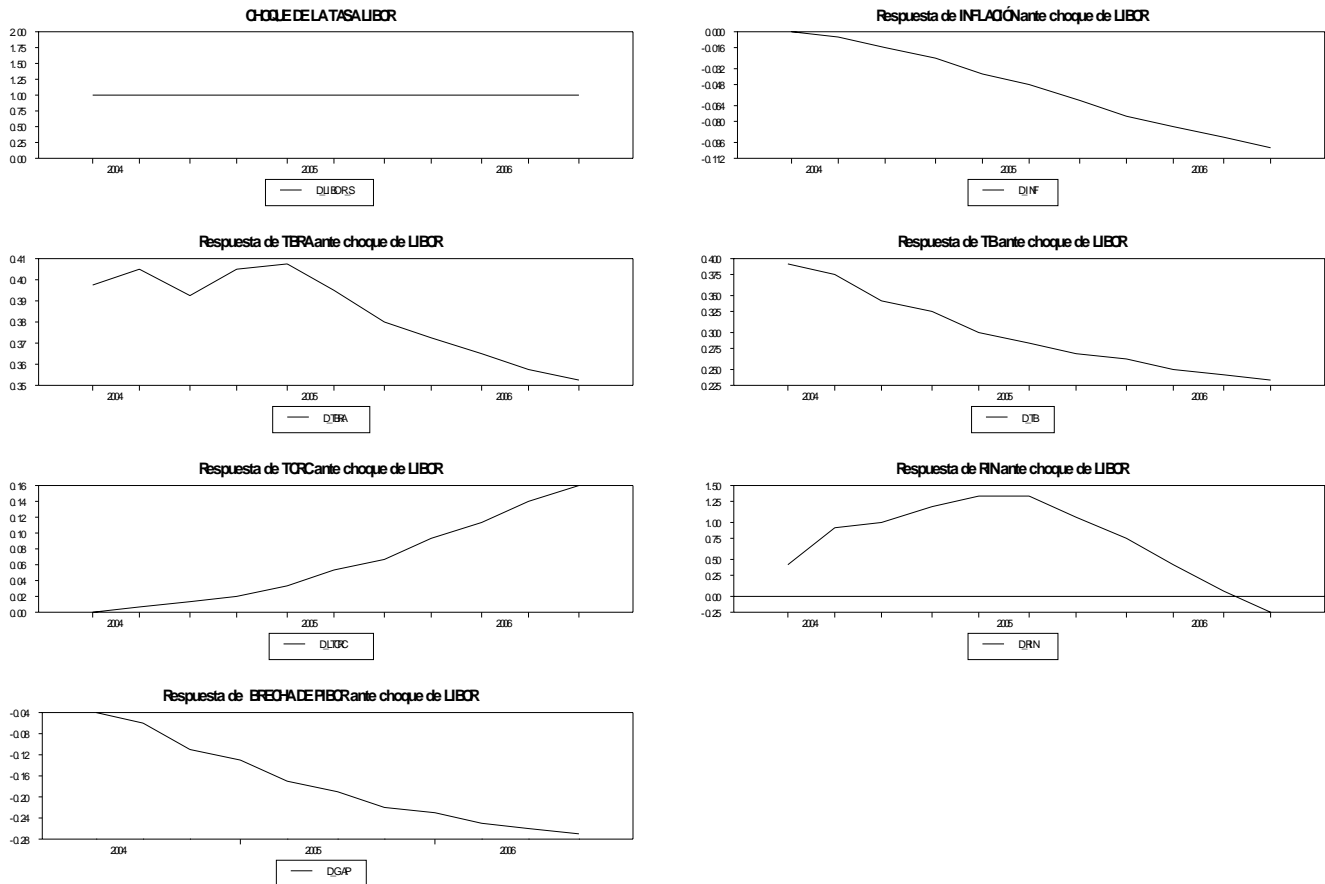 CHOQUE DE LA TASA LIBOR
2.00
1.75
1.50
1.25
1.00
0.75
0.50
0.25
0.00
2004 2005 2006
D_LIBOR_S
Respuesta de INFLACIÓN ante choque de LIBOR
0.000
-0.016
-0.032
-0.048
-0.064
-0.080
-0.096
-0.112
2004 2005 2006
D_INF
Respuesta de TBRA ante choque de LIBOR
0.41
0.40
0.39
0.38
0.37
0.36
0.35
2004 2005 2006
D_TBRA
Respuesta de TB ante choque de LIBOR
0.400
0.375
0.350
0.325
0.300
0.275
0.250
0.225
2004 2005 2006
D_TB
Respuesta de TCRC ante choque de LIBOR
0.16
0.14
0.12
0.10
0.08
0.06
0.04
0.02
0.00
2004 2005 2006
Respuesta de RIN ante choque de LIBOR
1.50
1.25
1.00
0.75
0.50
0.25
0.00
-0.25
2004 2005 2006
D_RIN
Respuesta de BRECHA DE PIBOR ante choque de LIBOR
-0.04
-0.08
-0.12
-0.16
-0.20
-0.24
-0.28
2004 2005 2006
D_GAP